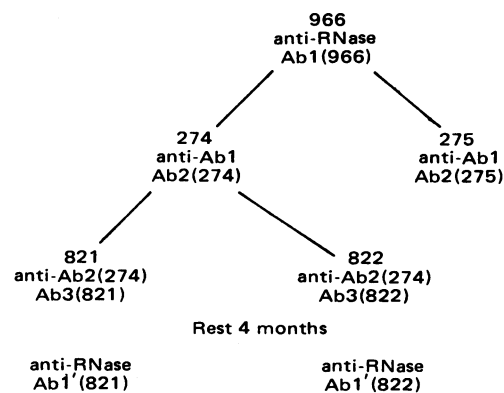 966
anti-RNase
Ab1(966)
274
anti-Ab1
Ab2(274)
275
anti-Ab1
Ab2(275)
821
anti-Ab2(274)
Ab3(821)
822
anti-Ab2(274)
Ab3(822)
Rest 4 months
anti-RNase
Ab1′(821)
anti-RNase
Ab1′(822)